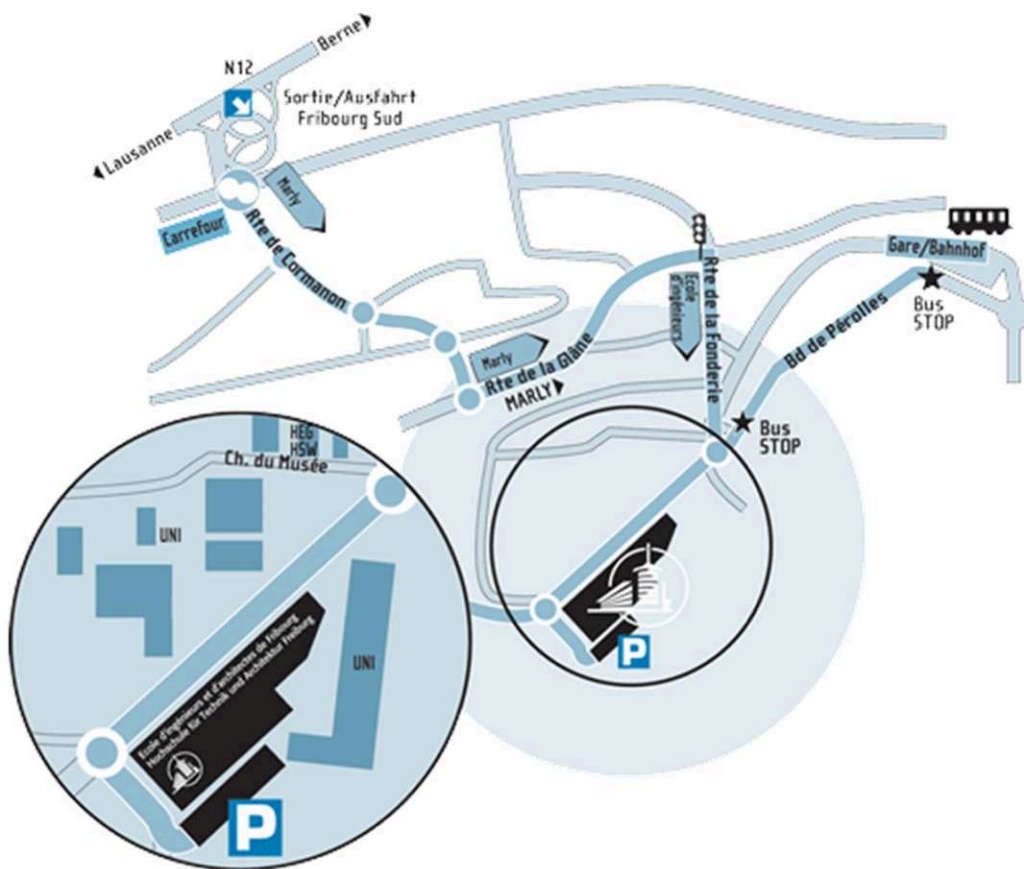 Berne
N12
Sortie/Ausfahrt
Fribourg Sud
Lausanne
Marly
Carrefour
Rte de Cormanon
Gare/Bahnhof
Ecole
d'ingénieurs
Rte de la Fonderie
Bus
STOP
Bd de Pérolles
Marly
Rte de la Glâne
MARLY
Bus
STOP
HEG
HSW
Ch. du Musée
UNI
UNI
Ecole d'ingénieurs et d'architectes de Fribourg
Hochschule für Technik und Architektur Freiburg
P
P